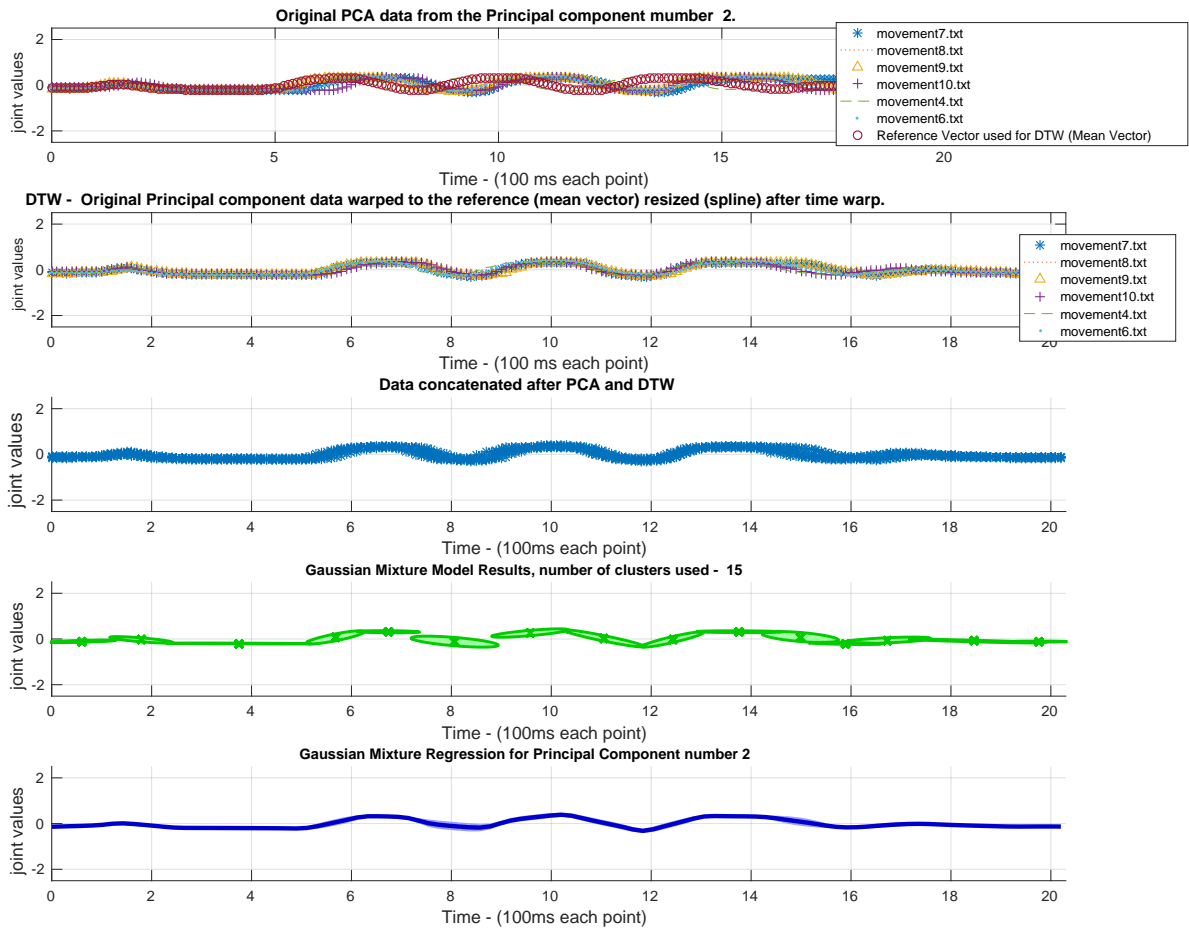 Original PCA data from the Principal component mumber  2.
2
0
-2
joint values
0 5 10 15 20
Time - (100 ms each point)
movement7.txt
movement8.txt
movement9.txt
movement10.txt
movement4.txt
movement6.txt
Reference Vector used for DTW (Mean Vector)
DTW -  Original Principal component data warped to the reference (mean vector) resized (spline) after time warp.
2
0
-2
joint values
0 2 4 6 8 10 12 14 16 18 20
Time - (100 ms each point)
movement7.txt
movement8.txt
movement9.txt
movement10.txt
movement4.txt
movement6.txt
Data concatenated after PCA and DTW
2
0
-2
joint values
0 2 4 6 8 10 12 14 16 18 20
Time - (100ms each point)
Gaussian Mixture Model Results, number of clusters used -  15
2
0
-2
joint values
0 2 4 6 8 10 12 14 16 18 20
Time - (100ms each point)
Gaussian Mixture Regression for Principal Component number 2
2
0
-2
joint values
0 2 4 6 8 10 12 14 16 18 20
Time - (100ms each point)